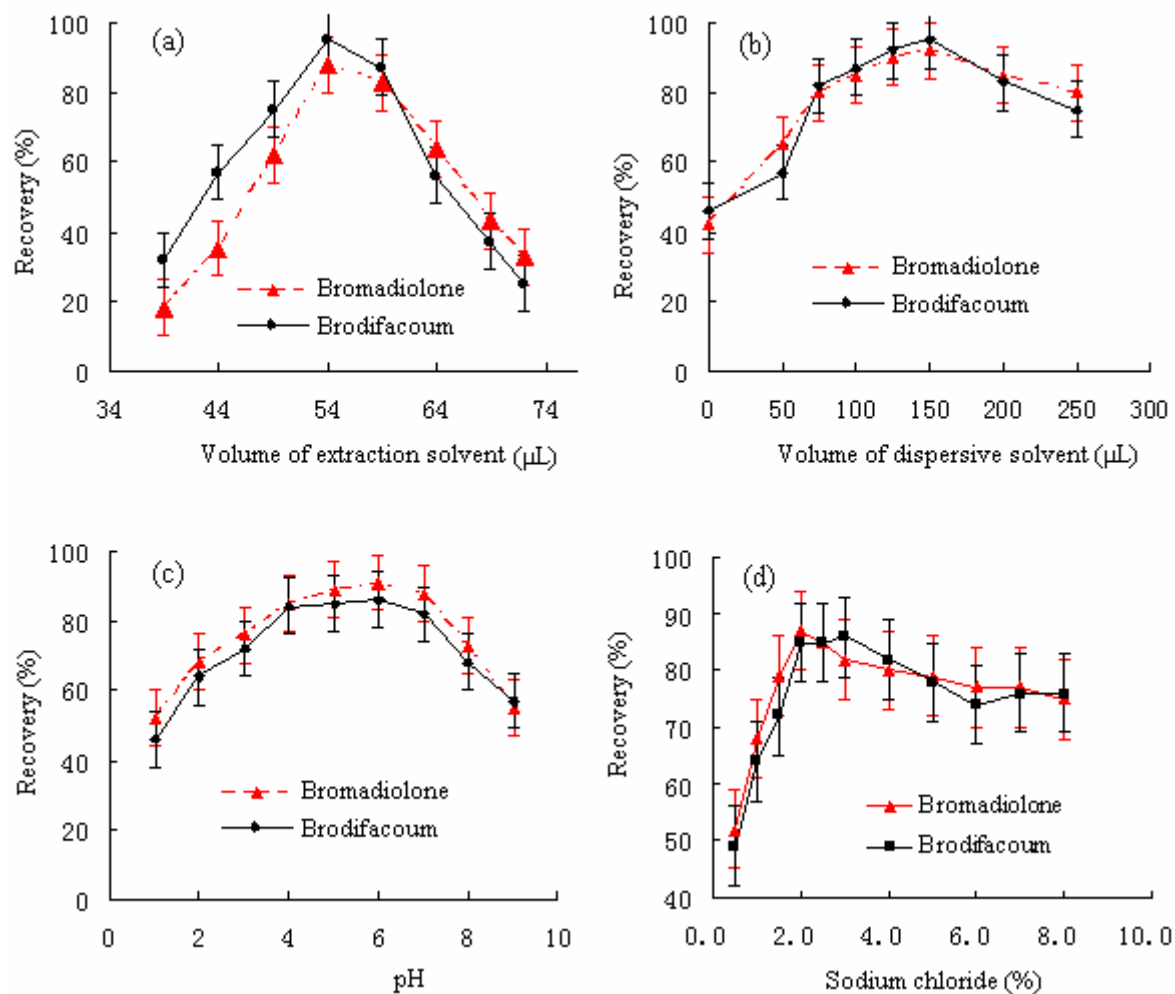 (a)
Recovery (%)
100
80
60
40
20
0
Bromadiolone
Brodifacoum
34 44 54 64 74
Volume of extraction solvent (μL)
(b)
Recovery (%)
100
80
60
40
20
0
Bromadiolone
Brodifacoum
0 50 100 150 200 250 300
Volume of dispersive solvent (μL)
(c)
Recovery (%)
100
80
60
40
20
0
Bromadiolone
Brodifacoum
0 2 4 6 8 10
pH
(d)
Recovery (%)
100
90
80
70
60
50
40
Bromadiolone
Brodifacoum
0.0 2.0 4.0 6.0 8.0 10.0
Sodium chloride (%)